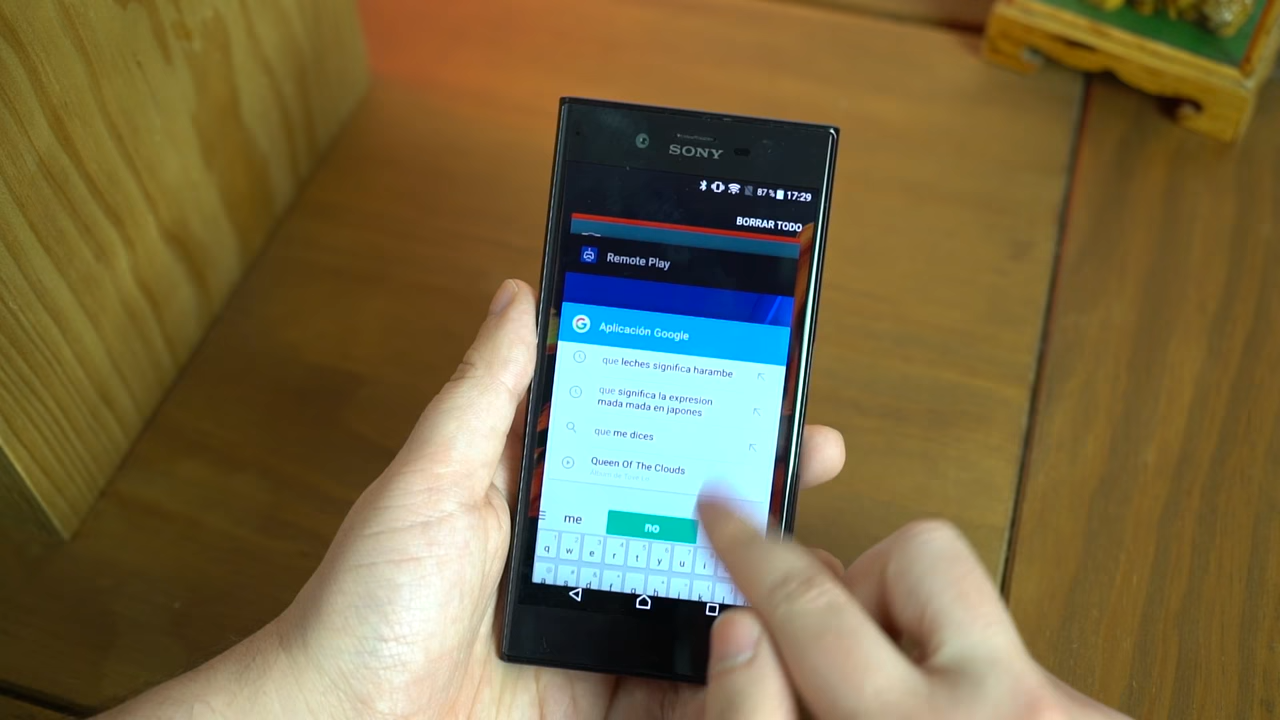 SONY
87 % 17:29
BORRAR TODO
Remote Play
Aplicación Google
que leches significa harambe
que significa la expresion
mada mada en japones
que me dices
Queen Of The Clouds
me no
q w e r t y u i